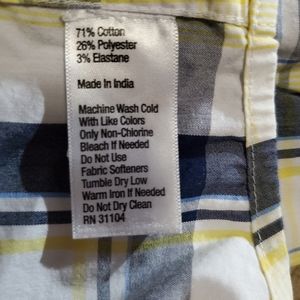 71% Cotton
26% Polyester
3% Elastane
Made in India
Machine Wash Cold
With Like Colors
Only Non-Chlorine
Bleach If Needed
Do Not Use
Fabric Softeners
Tumble Dry Low
Warm Iron If Needed
Do Not Dry Clean
RN 31104